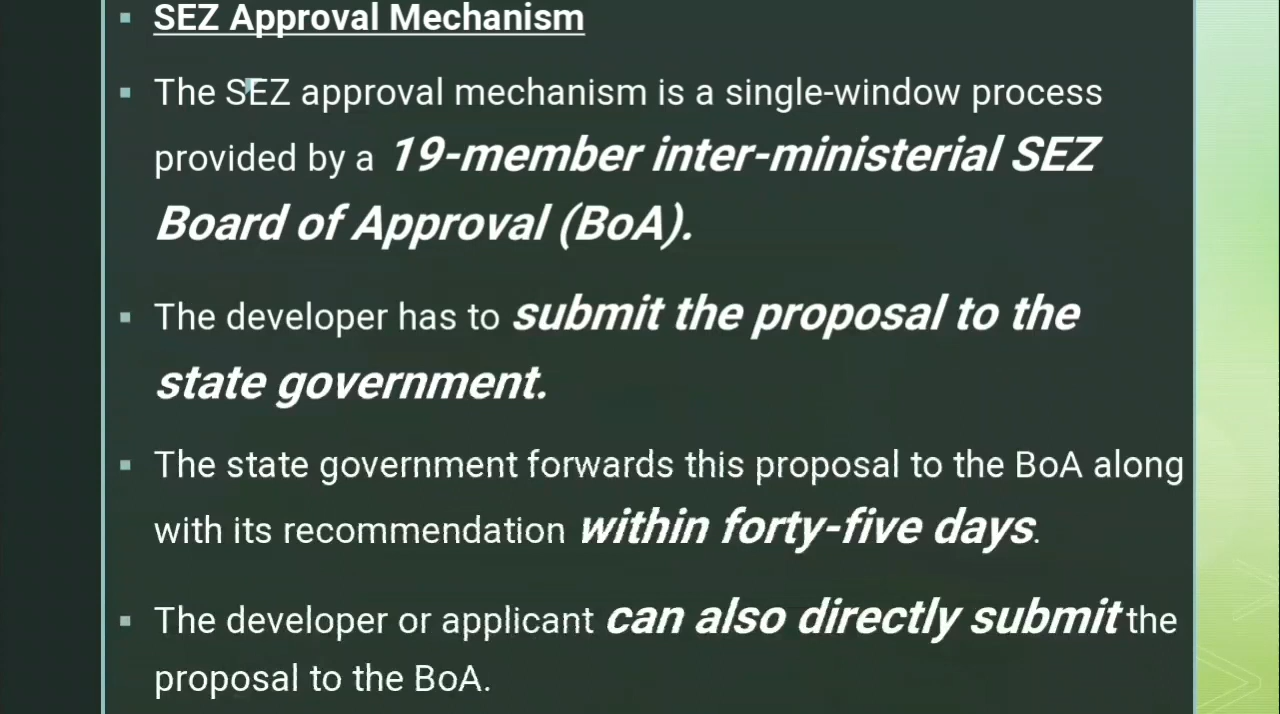 SEZ Approval Mechanism
The SEZ approval mechanism is a single-window process
provided by a 19-member inter-ministerial SEZ
Board of Approval (BoA).
The developer has to submit the proposal to the
state government.
The state government forwards this proposal to the BoA along
with its recommendation within forty-five days.
The developer or applicant can also directly submit the
proposal to the BoA.